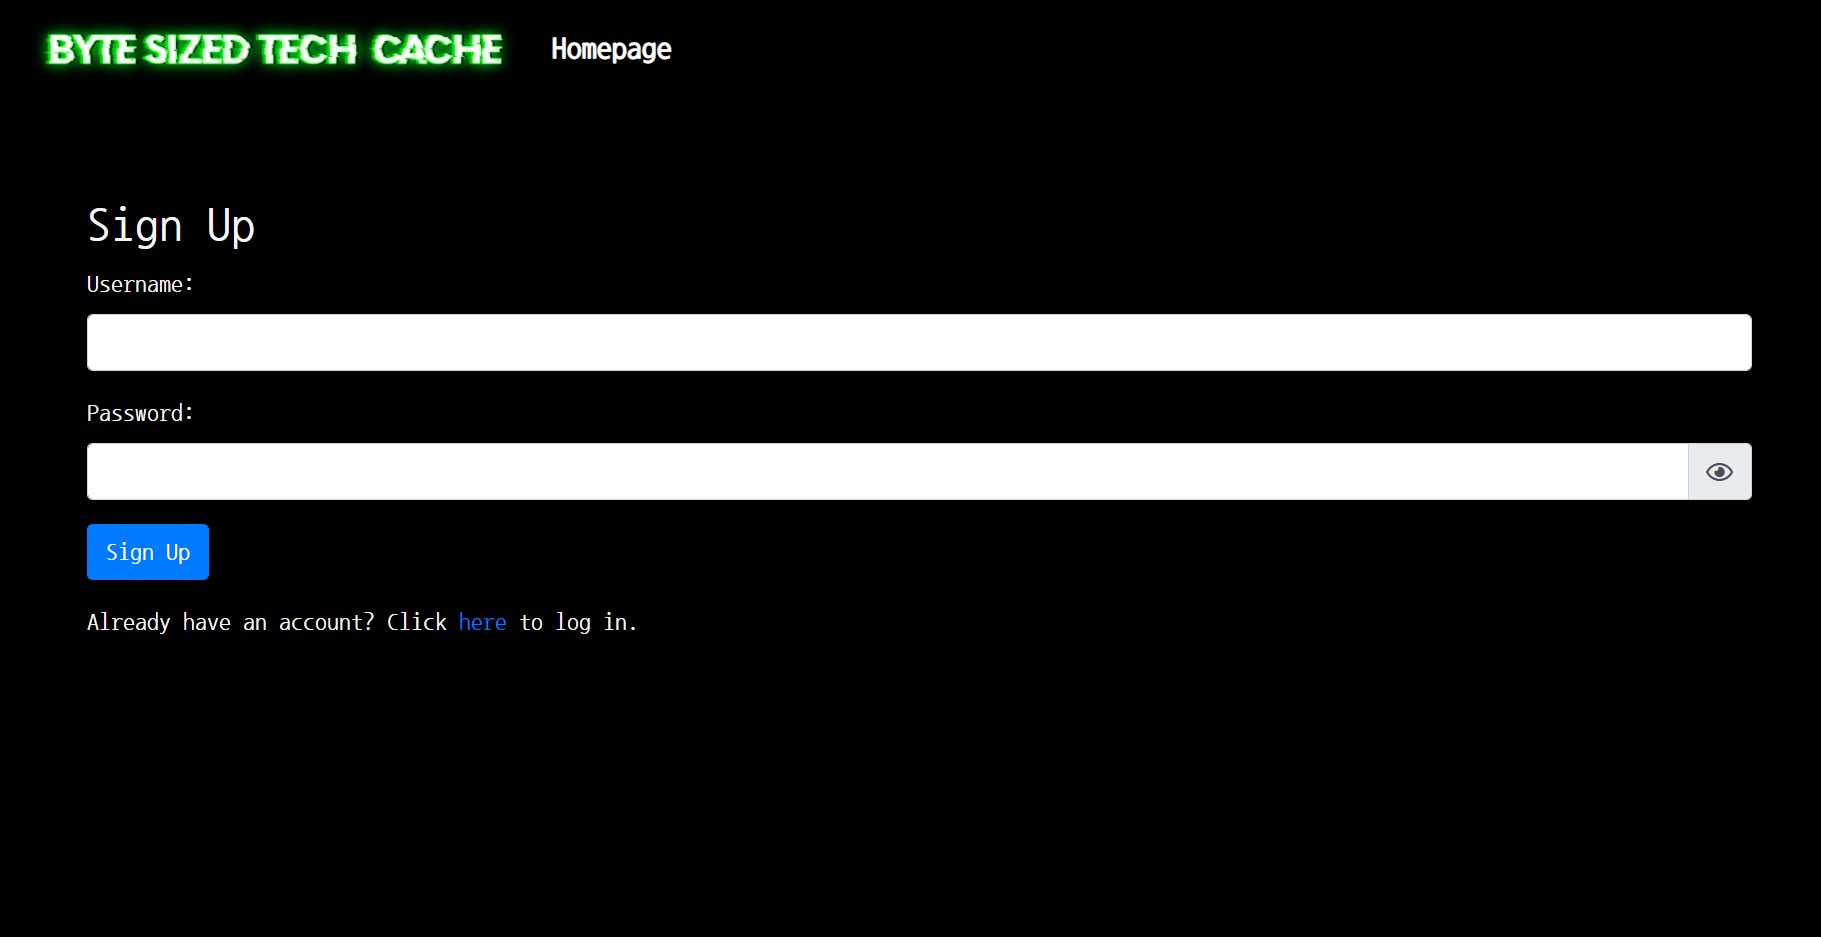 BYTE SIZED TECH CACHE Homepage
Sign Up
Username:
Password:
Sign Up
Already have an account? Click here to log in.